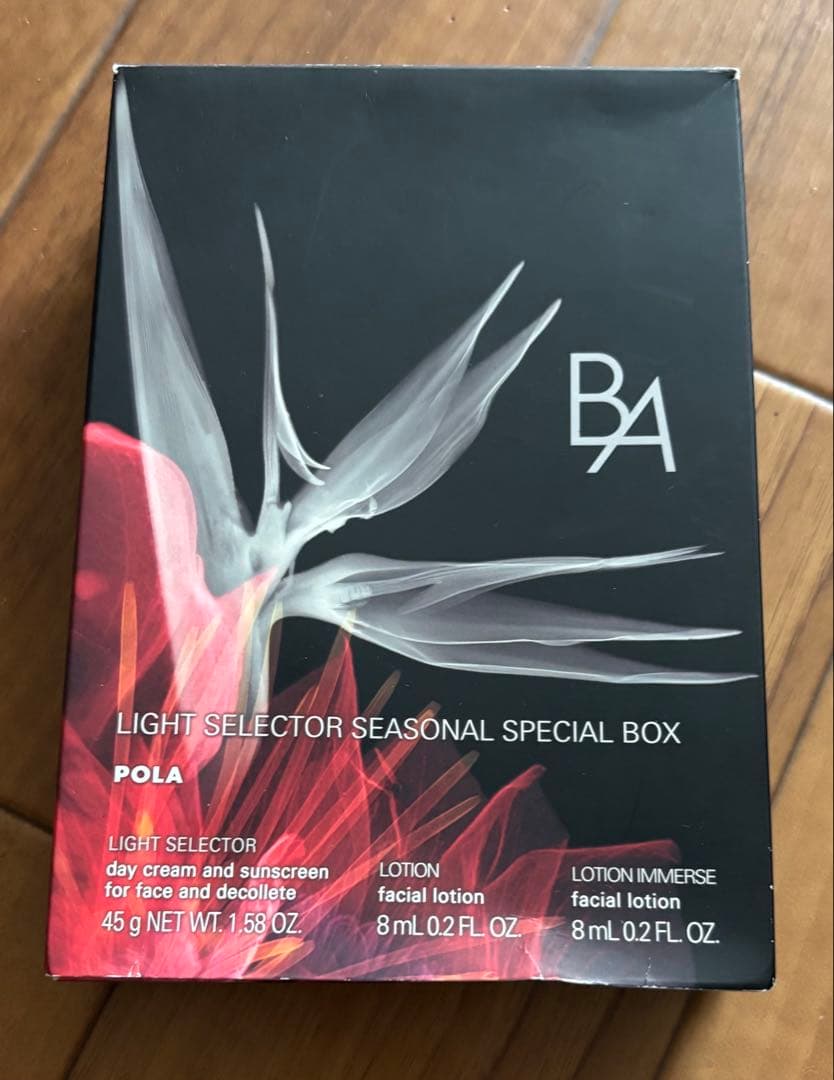 BA
LIGHT SELECTOR SEASONAL SPECIAL BOX
POLA
LIGHT SELECTOR
day cream and sunscreen
for face and decollete
45 g NET WT. 1.58 OZ.
LOTION
facial lotion
8 mL 0.2 FL. OZ.
LOTION IMMERSE
facial lotion
8 mL 0.2 FL. OZ.